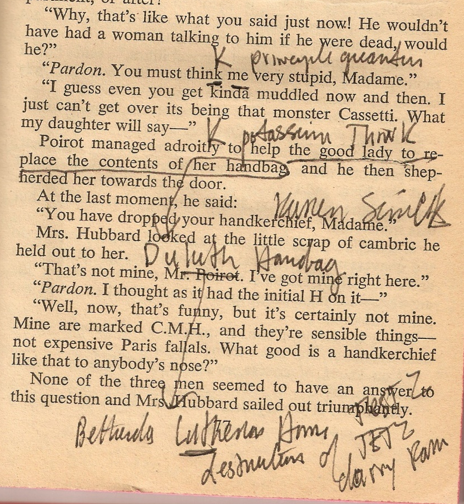 "Why, that's like what you said just now! He wouldn't
have had a woman talking to him if he were dead, would
he?"
K principle quantum
"Pardon. You must think me very stupid, Madame."
"I guess even you get kinda muddled now and then. I
just can't get over its being that monster Cassetti. What
my daughter will say—"
K potassium Think
Poirot managed adroitly to help the good lady to re-
place the contents of her handbag, and he then shep-
herded her towards the door.
At the last moment, he said:
"You have dropped your handkerchief, Madame."
Mrs. Hubbard looked at the little scrap of cambric he
held out to her.
Duluth Handbag
"That's not mine, Mr. Poirot. I've got mine right here."
"Pardon. I thought as it had the initial H on it—"
"Well, now, that's funny, but it's certainly not mine.
Mine are marked C.M.H., and they're sensible things—
not expensive Paris fallals. What good is a handkerchief
like that to anybody's nose?"
None of the three men seemed to have an answer to
this question and Mrs. Hubbard sailed out triumphantly.
Lutheran Home
of
JETZ
Larry Ram